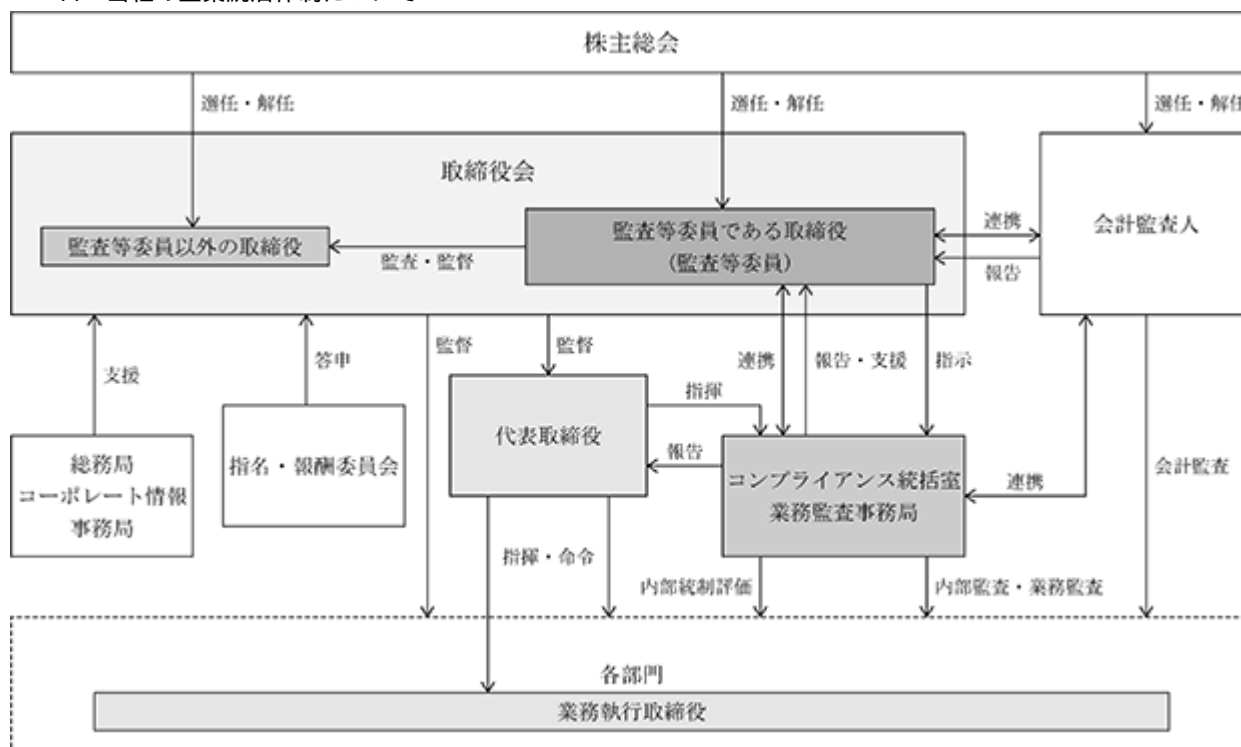 株主総会
選任・解任
選任・解任
選任・解任
取締役会
監査等委員以外の取締役
監査・監督
監査等委員である取締役
(監査等委員)
連携
報告
会計監査人
支援
答申
監督
監督
連携
報告・支援
指示
総務局
コーポレート情報
事務局
指名・報酬委員会
代表取締役
指揮
報告
コンプライアンス統括室
業務監査事務局
連携
会計監査
指揮・命令
内部統制評価
内部監査・業務監査
各部門
業務執行取締役